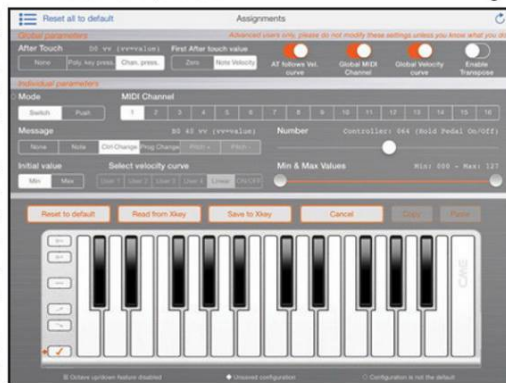 Reset all to default Assignments
Global parameters Advanced users only, please do not modify these settings unless you know what you do
After Touch D0 vv (vv=value) First After touch value
None Poly. key press. Chan. press. Zero Note Velocity
AT follows Vel. curve Global MIDI Channel Global Velocity curve Enable Transpose
Individual parameters
Mode MIDI Channel
Switch Push 1 2 3 4 5 6 7 8 9 10 11 12 13 14 15 16
Message B0 40 vv (vv=value) Number Controller: 064 (Hold Pedal On/Off)
None Note Ctrl Change Prog Change Pitch + Pitch -
Initial value Select velocity curve Min & Max Values Min: 000 - Max: 127
Min Max User 1 User 2 User 3 User 4 Linear ON/OFF
Reset to default Read from Xkey Save to Xkey Cancel Copy Paste
CME
Octave up/down feature disabled Unsaved configuration Configuration is not the default